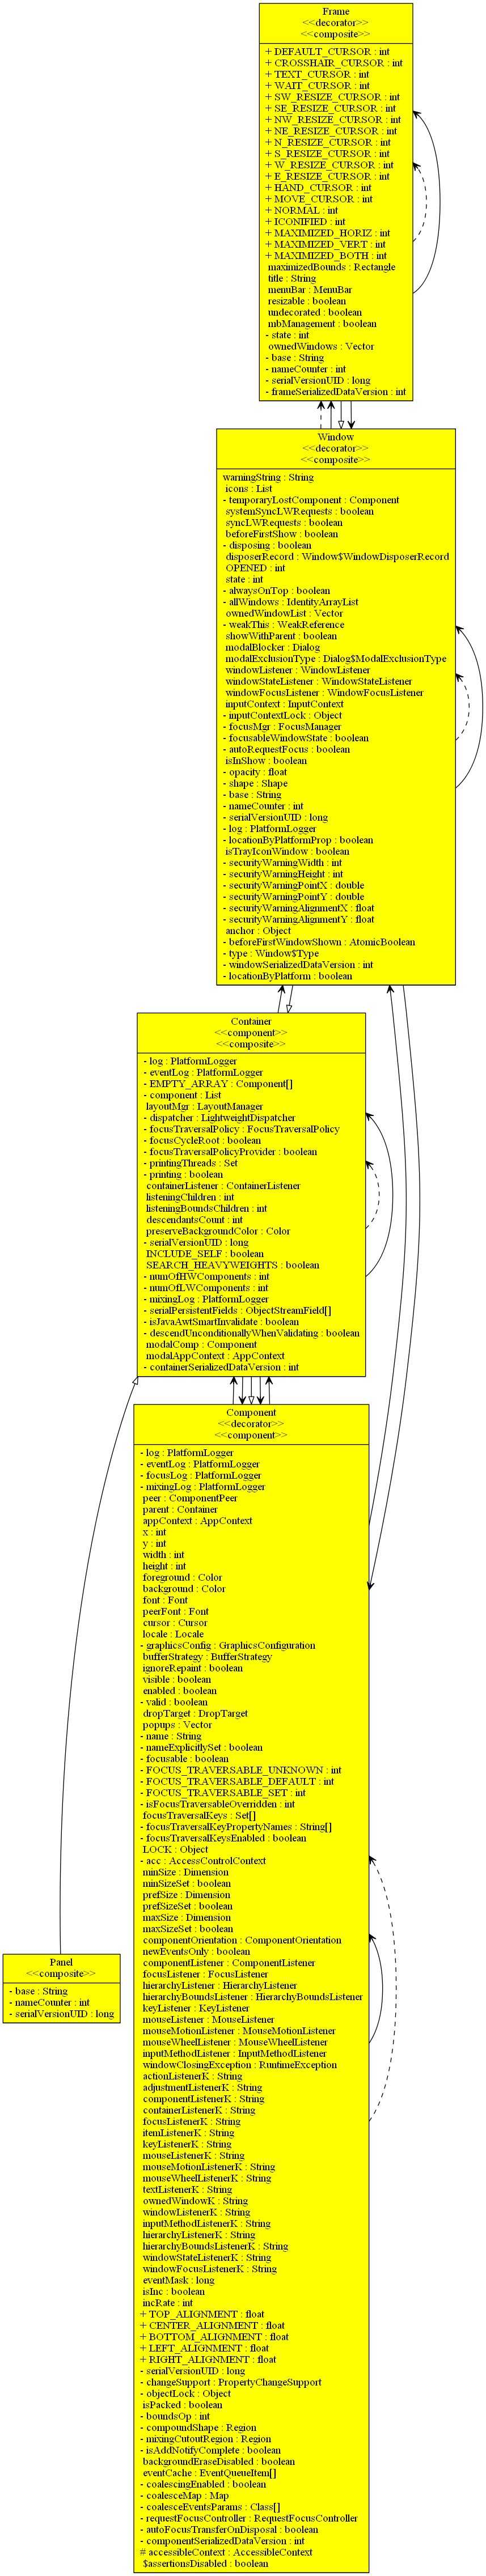 Frame
<<decorator>>
<<composite>>
+ DEFAULT_CURSOR : int
+ CROSSHAIR_CURSOR : int
+ TEXT_CURSOR : int
+ WAIT_CURSOR : int
+ SW_RESIZE_CURSOR : int
+ SE_RESIZE_CURSOR : int
+ NW_RESIZE_CURSOR : int
+ NE_RESIZE_CURSOR : int
+ N_RESIZE_CURSOR : int
+ S_RESIZE_CURSOR : int
+ W_RESIZE_CURSOR : int
+ E_RESIZE_CURSOR : int
+ HAND_CURSOR : int
+ MOVE_CURSOR : int
+ NORMAL : int
+ ICONIFIED : int
+ MAXIMIZED_HORIZ : int
+ MAXIMIZED_VERT : int
+ MAXIMIZED_BOTH : int
maximizedBounds : Rectangle
title : String
menuBar : MenuBar
resizable : boolean
undecorated : boolean
mbManagement : boolean
- state : int
ownedWindows : Vector
- base : String
- nameCounter : int
- serialVersionUID : long
- frameSerializedDataVersion : int
Window
<<decorator>>
<<composite>>
warningString : String
icons : List
- temporaryLostComponent : Component
systemSyncLWRequests : boolean
syncLWRequests : boolean
beforeFirstShow : boolean
- disposing : boolean
disposerRecord : Window$WindowDisposerRecord
OPENED : int
state : int
- alwaysOnTop : boolean
- allWindows : IdentityArrayList
ownedWindowList : Vector
- weakThis : WeakReference
showWithParent : boolean
modalBlocker : Dialog
modalExclusionType : Dialog$ModalExclusionType
windowListener : WindowListener
windowStateListener : WindowStateListener
windowFocusListener : WindowFocusListener
inputContext : InputContext
- inputContextLock : Object
- focusMgr : FocusManager
- focusableWindowState : boolean
- autoRequestFocus : boolean
isInShow : boolean
- opacity : float
- shape : Shape
- base : String
- nameCounter : int
- serialVersionUID : long
- log : PlatformLogger
- locationByPlatformProp : boolean
isTrayIconWindow : boolean
- securityWarningWidth : int
- securityWarningHeight : int
- securityWarningPointX : double
- securityWarningPointY : double
- securityWarningAlignmentX : float
- securityWarningAlignmentY : float
anchor : Object
- beforeFirstWindowShown : AtomicBoolean
- type : Window$Type
- windowSerializedDataVersion : int
- locationByPlatform : boolean
Container
<<component>>
<<composite>>
- log : PlatformLogger
- eventLog : PlatformLogger
- EMPTY_ARRAY : Component[]
- component : List
layoutMgr : LayoutManager
- dispatcher : LightweightDispatcher
- focusTraversalPolicy : FocusTraversalPolicy
- focusCycleRoot : boolean
- focusTraversalPolicyProvider : boolean
- printingThreads : Set
- printing : boolean
containerListener : ContainerListener
listeningChildren : int
listeningBoundsChildren : int
descendantsCount : int
preserveBackgroundColor : Color
- serialVersionUID : long
INCLUDE_SELF : boolean
SEARCH_HEAVYWEIGHTS : boolean
- numOfHWComponents : int
- numOfLWComponents : int
- mixingLog : PlatformLogger
- serialPersistentFields : ObjectStreamField[]
- isJavaAwtSmartInvalidate : boolean
- descendUnconditionallyWhenValidating : boolean
modalComp : Component
modalAppContext : AppContext
- containerSerializedDataVersion : int
Component
<<decorator>>
<<component>>
- log : PlatformLogger
- eventLog : PlatformLogger
- focusLog : PlatformLogger
- mixingLog : PlatformLogger
peer : ComponentPeer
parent : Container
appContext : AppContext
x : int
y : int
width : int
height : int
foreground : Color
background : Color
font : Font
peerFont : Font
cursor : Cursor
locale : Locale
- graphicsConfig : GraphicsConfiguration
bufferStrategy : BufferStrategy
ignoreRepaint : boolean
visible : boolean
enabled : boolean
- valid : boolean
dropTarget : DropTarget
popups : Vector
- name : String
- nameExplicitlySet : boolean
- focusable : boolean
- FOCUS_TRAVERSABLE_UNKNOWN : int
- FOCUS_TRAVERSABLE_DEFAULT : int
- FOCUS_TRAVERSABLE_SET : int
- isFocusTraversableOverridden : int
focusTraversalKeys : Set[]
- focusTraversalKeyPropertyNames : String[]
- focusTraversalKeysEnabled : boolean
LOCK : Object
- acc : AccessControlContext
minSize : Dimension
minSizeSet : boolean
prefSize : Dimension
prefSizeSet : boolean
maxSize : Dimension
maxSizeSet : boolean
componentOrientation : ComponentOrientation
newEventsOnly : boolean
componentListener : ComponentListener
focusListener : FocusListener
hierarchyListener : HierarchyListener
hierarchyBoundsListener : HierarchyBoundsListener
keyListener : KeyListener
mouseListener : MouseListener
mouseMotionListener : MouseMotionListener
mouseWheelListener : MouseWheelListener
inputMethodListener : InputMethodListener
windowClosingException : RuntimeException
actionListenerK : String
adjustmentListenerK : String
componentListenerK : String
containerListenerK : String
focusListenerK : String
itemListenerK : String
keyListenerK : String
mouseListenerK : String
mouseMotionListenerK : String
mouseWheelListenerK : String
textListenerK : String
ownedWindowK : String
windowListenerK : String
inputMethodListenerK : String
hierarchyListenerK : String
hierarchyBoundsListenerK : String
windowStateListenerK : String
windowFocusListenerK : String
eventMask : long
isInc : boolean
incRate : int
+ TOP_ALIGNMENT : float
+ CENTER_ALIGNMENT : float
+ BOTTOM_ALIGNMENT : float
+ LEFT_ALIGNMENT : float
+ RIGHT_ALIGNMENT : float
- serialVersionUID : long
- changeSupport : PropertyChangeSupport
- objectLock : Object
isPacked : boolean
- boundsOp : int
- compoundShape : Region
- mixingCutoutRegion : Region
- isAddNotifyComplete : boolean
backgroundEraseDisabled : boolean
eventCache : EventQueueItem[]
- coalescingEnabled : boolean
- coalesceMap : Map
- coalesceEventsParams : Class[]
- requestFocusController : RequestFocusController
- autoFocusTransferOnDisposal : boolean
- componentSerializedDataVersion : int
# accessibleContext : AccessibleContext
$assertionsDisabled : boolean
Panel
<<composite>>
- base : String
- nameCounter : int
- serialVersionUID : long